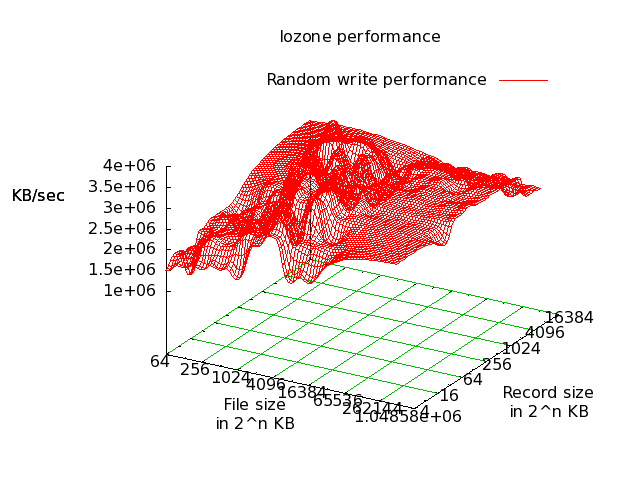 Iozone performance
Random write performance
4e+06
3.5e+06
KB/sec
3e+06
2.5e+06
2e+06
1.5e+06
1e+06
64
256
1024
4096
16384
65536
262144
1.04858e+06
4
16
64
256
1024
4096
16384
File size
in 2^n KB
Record size
in 2^n KB